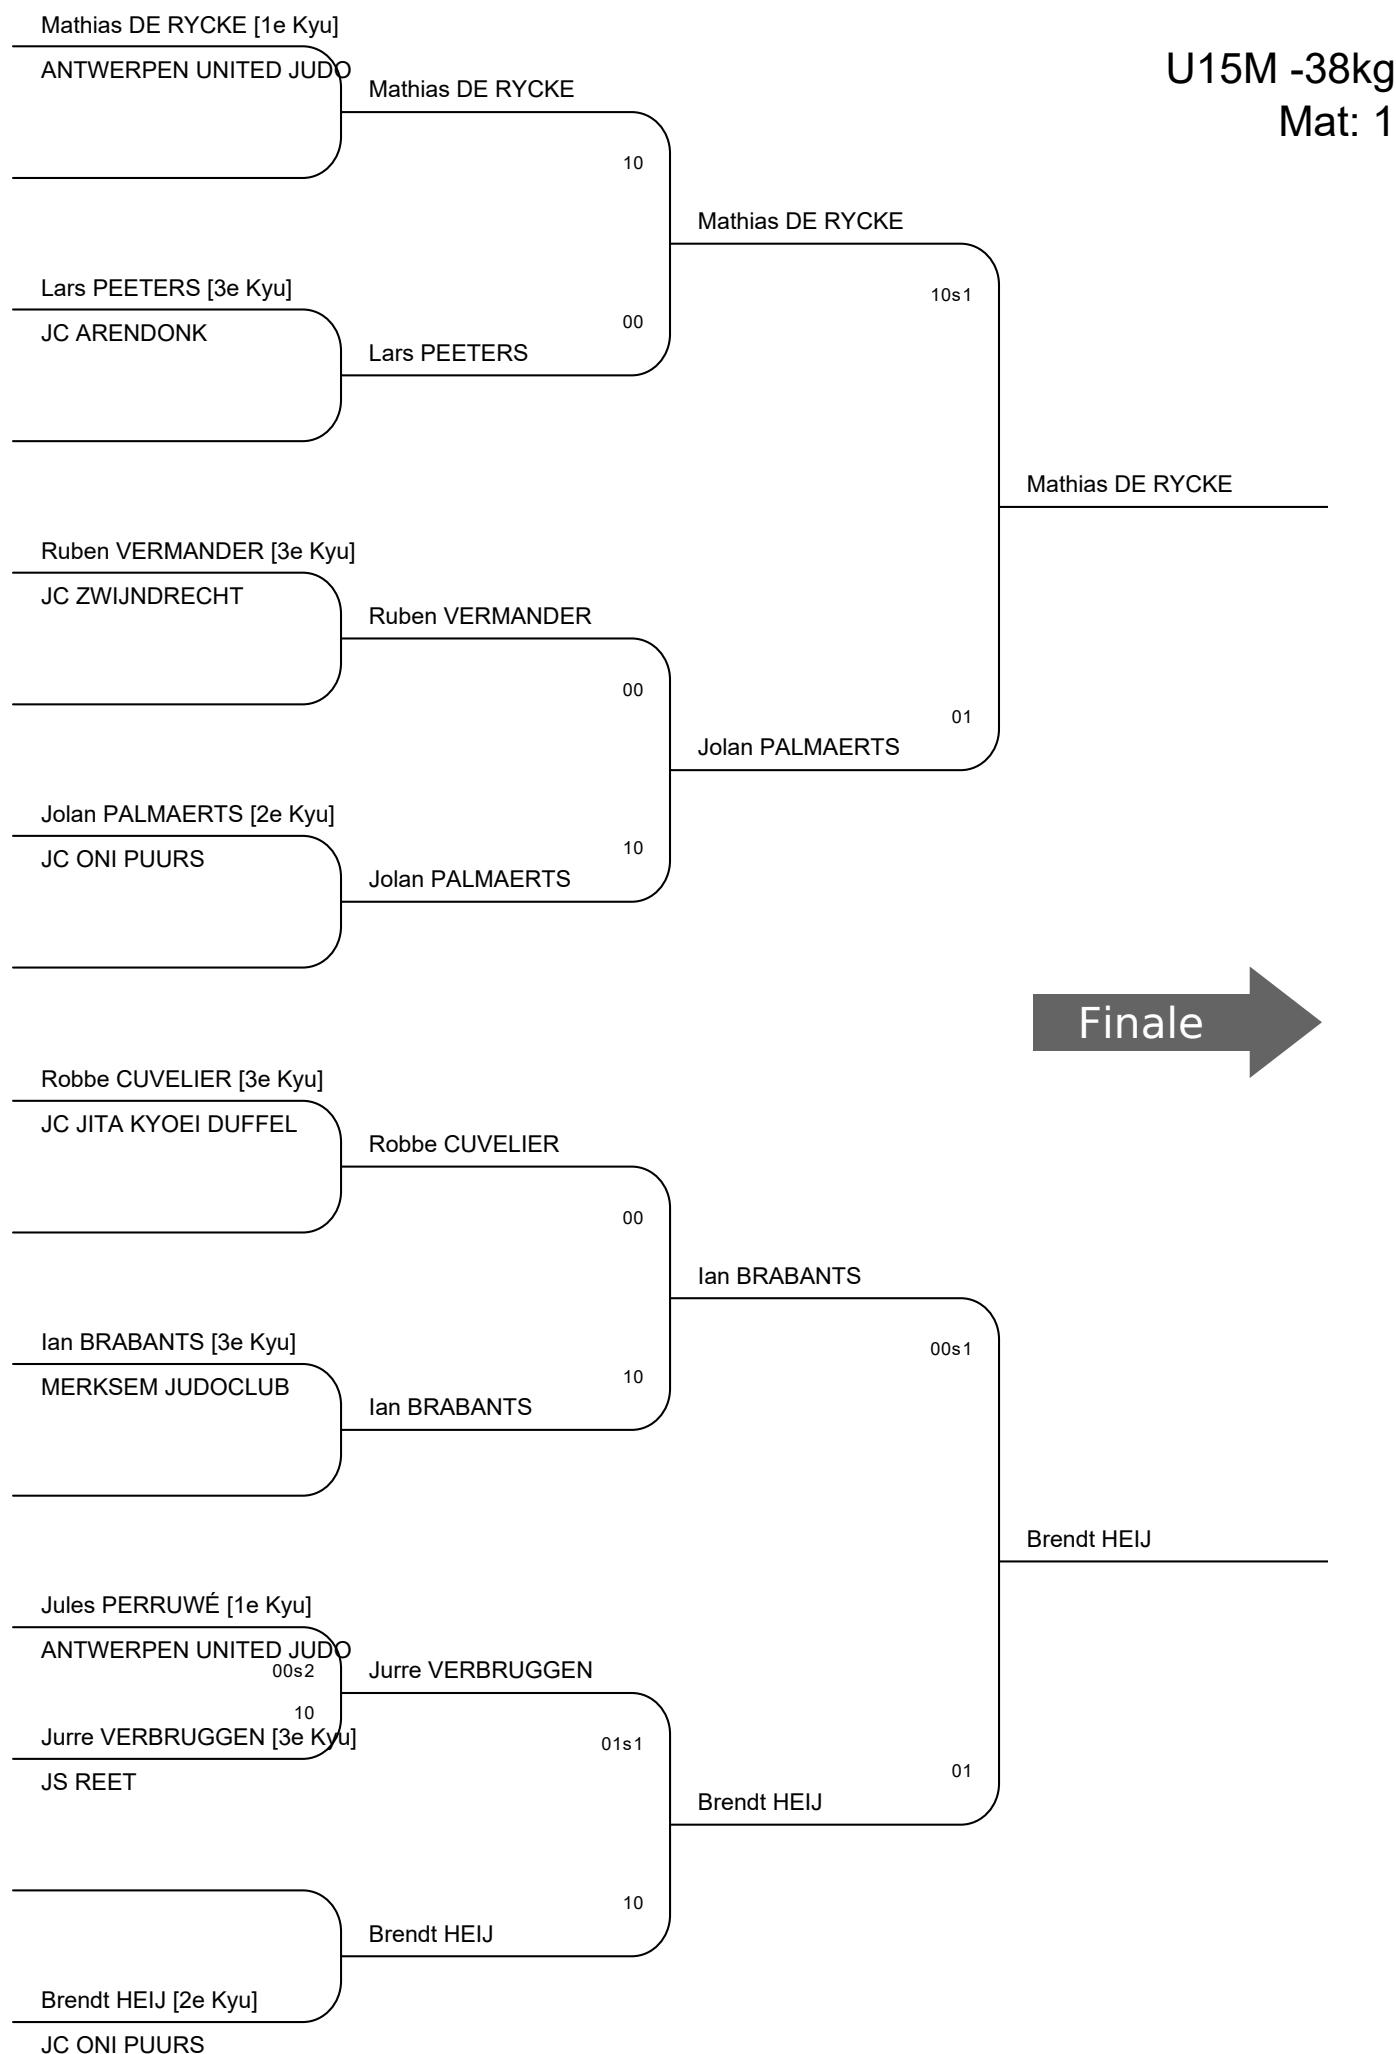 Mathias DE RYCKE [1e Kyu]
ANTWERPEN UNITED JUDO
U15M -38kg
Mat: 1
Mathias DE RYCKE
10
Mathias DE RYCKE
Lars PEETERS [3e Kyu]
10s1
JC ARENDONK
00
Lars PEETERS
Mathias DE RYCKE
Ruben VERMANDER [3e Kyu]
JC ZWIJNDRECHT
Ruben VERMANDER
00
01
Jolan PALMAERTS
Jolan PALMAERTS [2e Kyu]
JC ONI PUURS
10
Jolan PALMAERTS
Finale
Robbe CUVELIER [3e Kyu]
JC JITA KYOEI DUFFEL
Robbe CUVELIER
00
Ian BRABANTS
Ian BRABANTS [3e Kyu]
00s1
MERKSEM JUDOCLUB
10
Ian BRABANTS
Brendt HEIJ
Jules PERRUWÉ [1e Kyu]
ANTWERPEN UNITED JUDO
00s2
Jurre VERBRUGGEN
10
Jurre VERBRUGGEN [3e Kyu]
01s1
JS REET
01
Brendt HEIJ
10
Brendt HEIJ
Brendt HEIJ [2e Kyu]
JC ONI PUURS